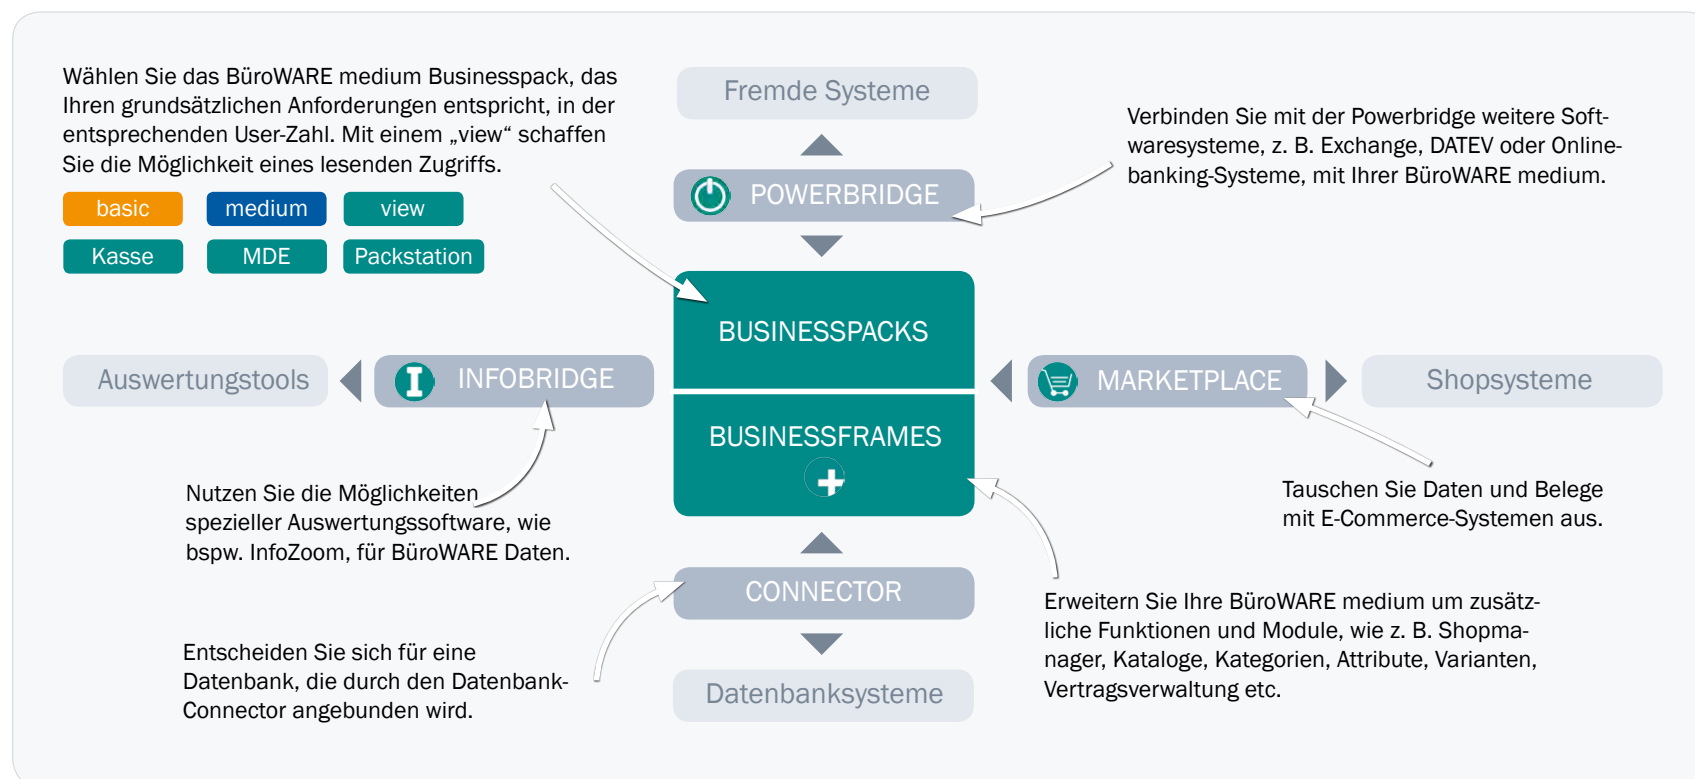 Wählen Sie das BüroWARE medium Businesspack, das
Ihren grundsätzlichen Anforderungen entspricht, in der
entsprechenden User-Zahl. Mit einem „view“ schaffen
Sie die Möglichkeit eines lesenden Zugriffs.
basic medium view
Kasse MDE Packstation
Fremde Systeme
POWERBRIDGE
Verbinden Sie mit der Powerbridge weitere Soft-
waresysteme, z. B. Exchange, DATEV oder Online-
banking-Systeme, mit Ihrer BüroWARE medium.
BUSINESSPACKS
Auswertungstools
INFOBRIDGE
MARKETPLACE
Shopsysteme
BUSINESSFRAMES
Nutzen Sie die Möglichkeiten
spezieller Auswertungssoftware, wie
bspw. InfoZoom, für BüroWARE Daten.
Tauschen Sie Daten und Belege
mit E-Commerce-Systemen aus.
CONNECTOR
Erweitern Sie Ihre BüroWARE medium um zusätz-
liche Funktionen und Module, wie z. B. Shopma-
nager, Kataloge, Kategorien, Attribute, Varianten,
Vertragsverwaltung etc.
Entscheiden Sie sich für eine
Datenbank, die durch den Datenbank-
Connector angebunden wird.
Datenbanksysteme